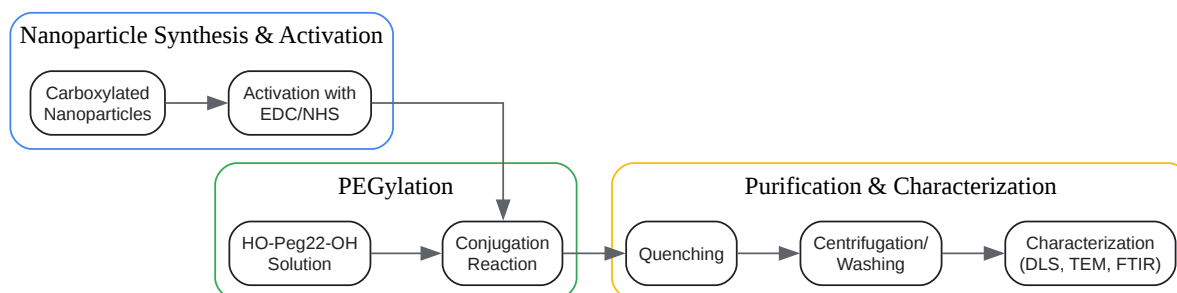 Nanoparticle Synthesis & Activation
Carboxylated
Nanoparticles
Activation with
EDC/NHS
PEGylation
HO-Peg22-OH
Solution
Conjugation
Reaction
Purification & Characterization
Quenching
Centrifugation/
Washing
Characterization
(DLS, TEM, FTIR)